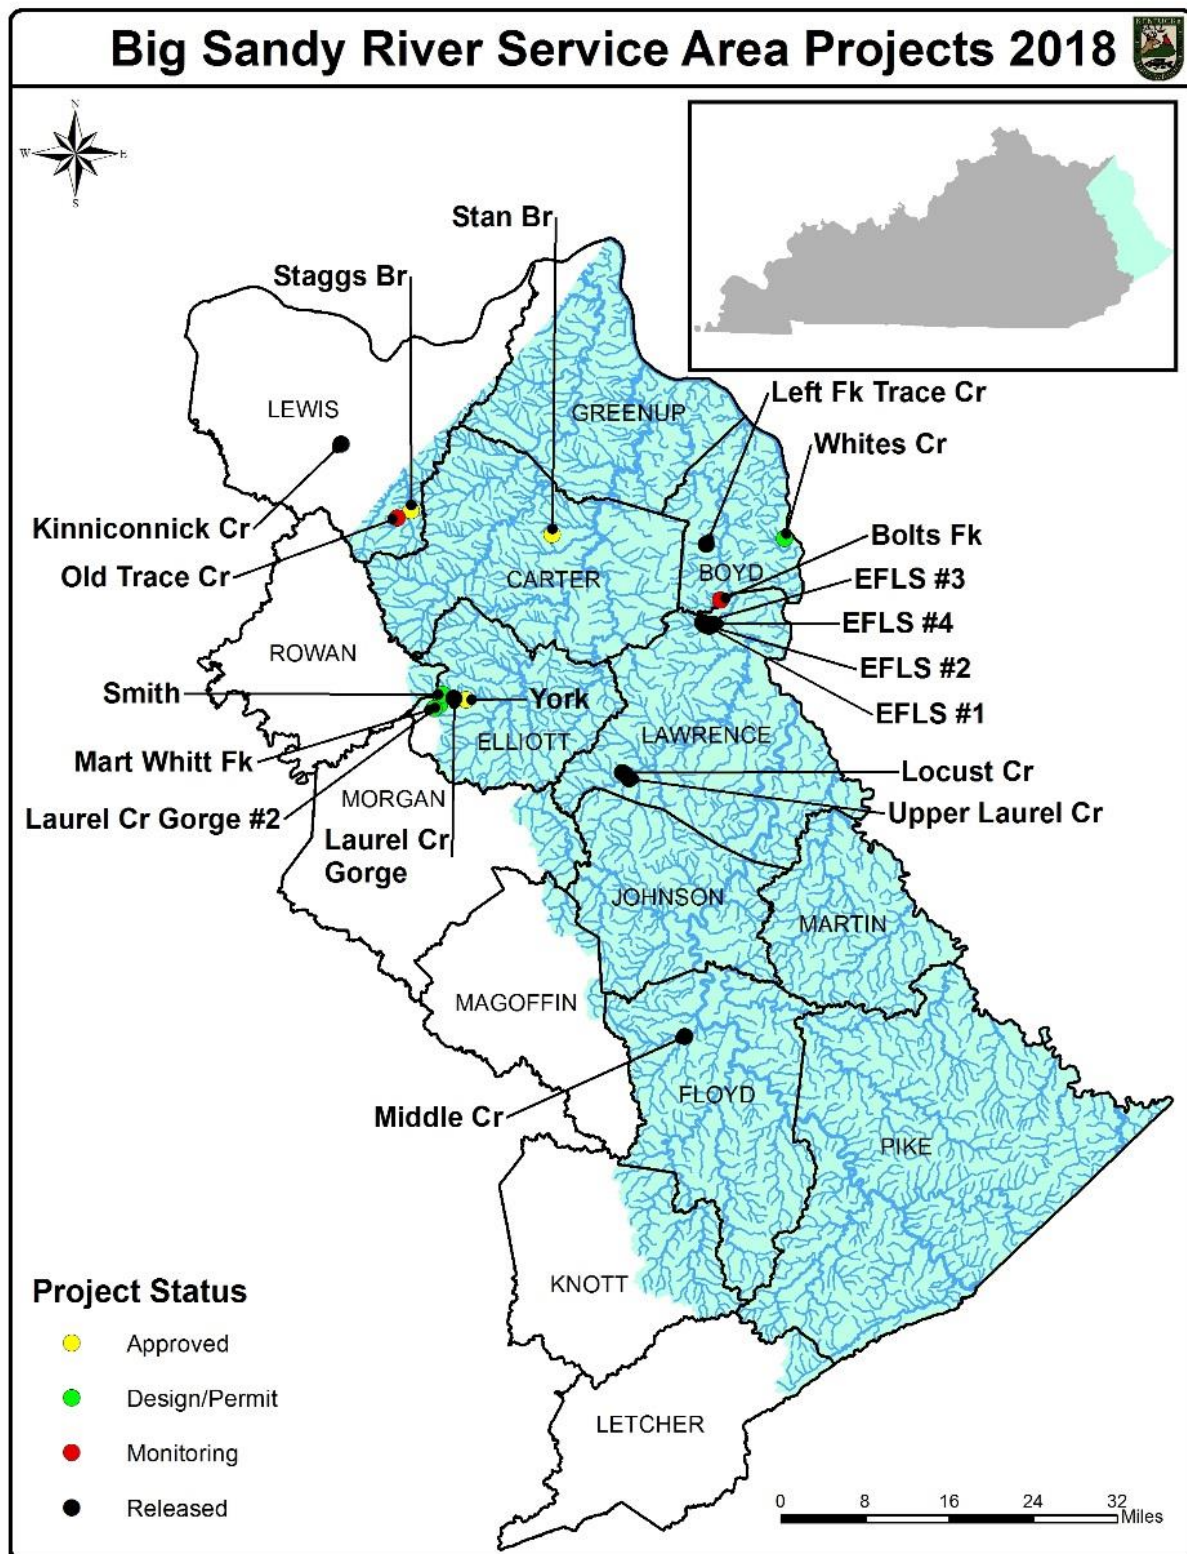 Big Sandy River Service Area Projects 2018
N
W
E
S
Stan Br
Staggs Br
Left Fk Trace Cr
GREENUP
LEWIS
Whites Cr
Kinniconnick Cr
Bolts Fk
Old Trace Cr
CARTER
BOYD
EFLS #3
EFLS #4
ROWAN
EFLS #2
Smith
York
EFLS #1
ELLIOTT
LAWRENCE
Mart Whitt Fk
Locust Cr
MORGAN
Upper Laurel Cr
Laurel Cr Gorge #2
Laurel Cr
Gorge
JOHNSON
MARTIN
MAGOFFIN
FLOYD
Middle Cr
PIKE
KNOTT
Project Status
Approved
Design/Permit
LETCHER
Monitoring
Released
0 8 16 24 32
Miles